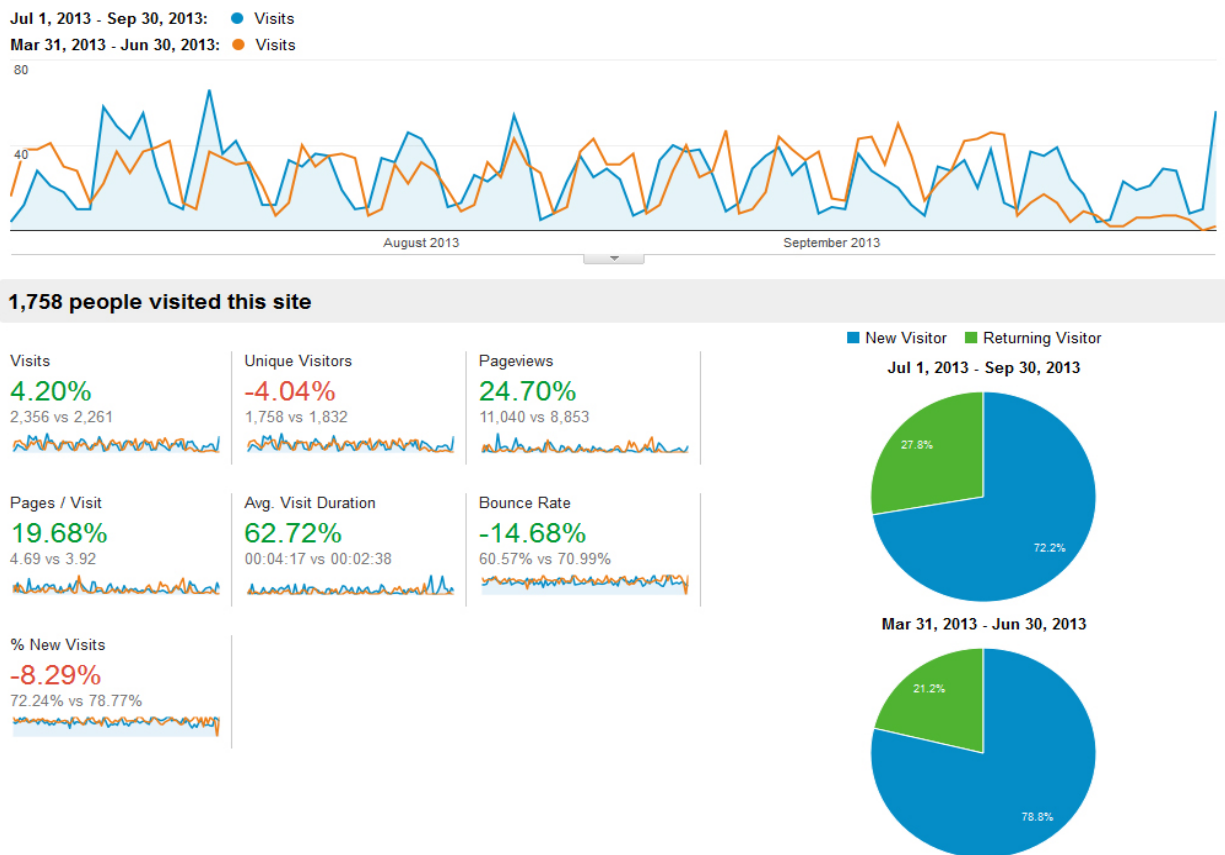 Jul 1, 2013 - Sep 30, 2013: Visits
Mar 31, 2013 - Jun 30, 2013: Visits
80
40
August 2013
September 2013
1,758 people visited this site
Visits
4.20%
2,356 vs 2,261
Unique Visitors
-4.04%
1,758 vs 1,832
Pageviews
24.70%
11,040 vs 8,853
Pages / Visit
19.68%
4.69 vs 3.92
Avg. Visit Duration
62.72%
00:04:17 vs 00:02:38
Bounce Rate
-14.68%
60.57% vs 70.99%
% New Visits
-8.29%
72.24% vs 78.77%
New Visitor Returning Visitor
Jul 1, 2013 - Sep 30, 2013
27.8%
72.2%
Mar 31, 2013 - Jun 30, 2013
21.2%
78.8%